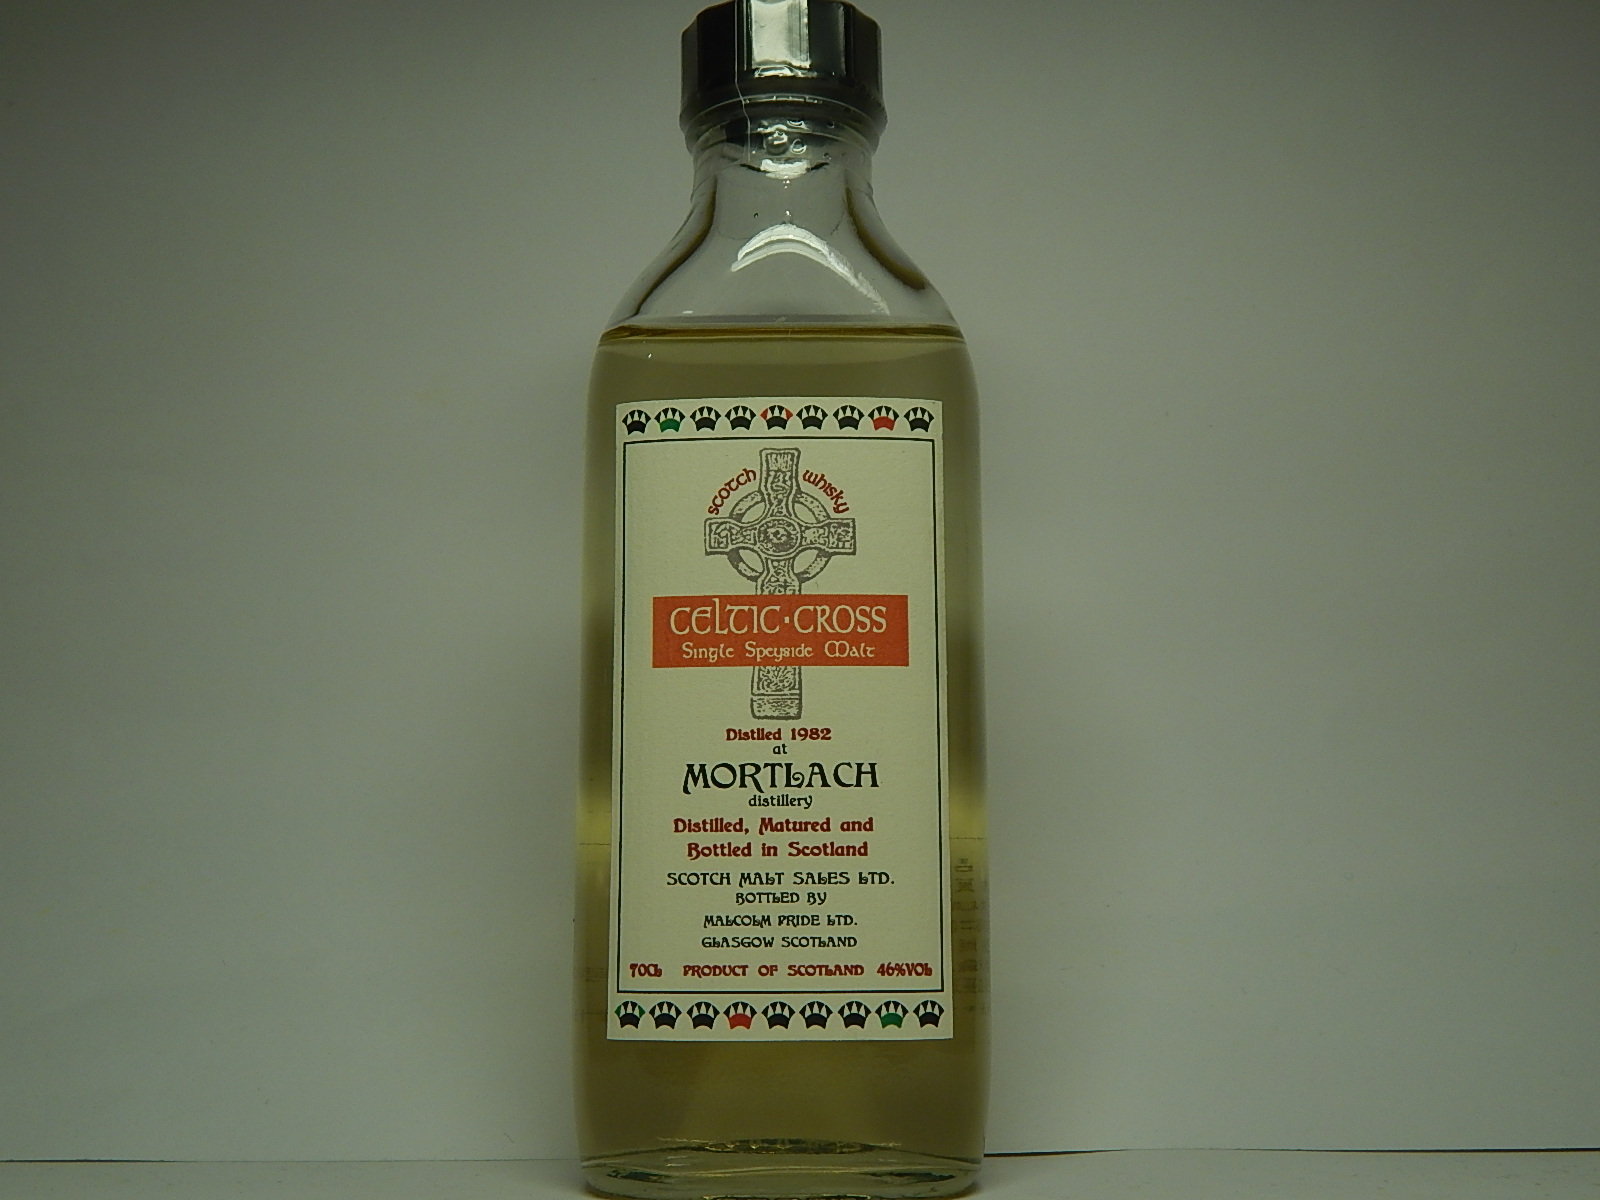 scotch whisky
CELTIC·CROSS
Single Speyside Malt
Distlled 1982
at
MORTLACH
distillery
Distilled, Matured and
Bottled in Scotland
SCOTCH MALT SALES LTD.
BOTTLED BY
MALCOLM PRIDE LTD.
GLASGOW SCOTLAND
70CL PRODUCT OF SCOTLAND 46%VOL